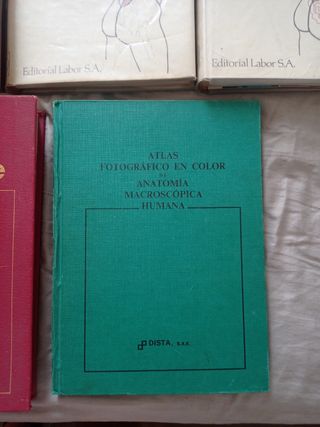 Editorial Labor S.A.
Editorial Labor S.A.
e
ATLAS
FOTOGRÁFICO EN COLOR
DE
ANATOMÍA
MACROSCÓPICA
HUMANA
DISTA, s.a.e.